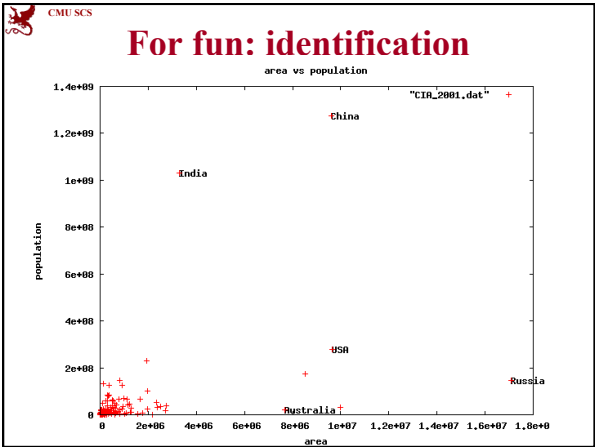 CMU SCS
For fun: identification
area vs population
1.4e+09
"CIA_2001.dat"
China
1.2e+09
India
1e+09
8e+08
population
6e+08
4e+08
USA
2e+08
Russia
Australia
0
0 2e+06 4e+06 6e+06 8e+06 1e+07 1.2e+07 1.4e+07 1.6e+07 1.8e+0
area